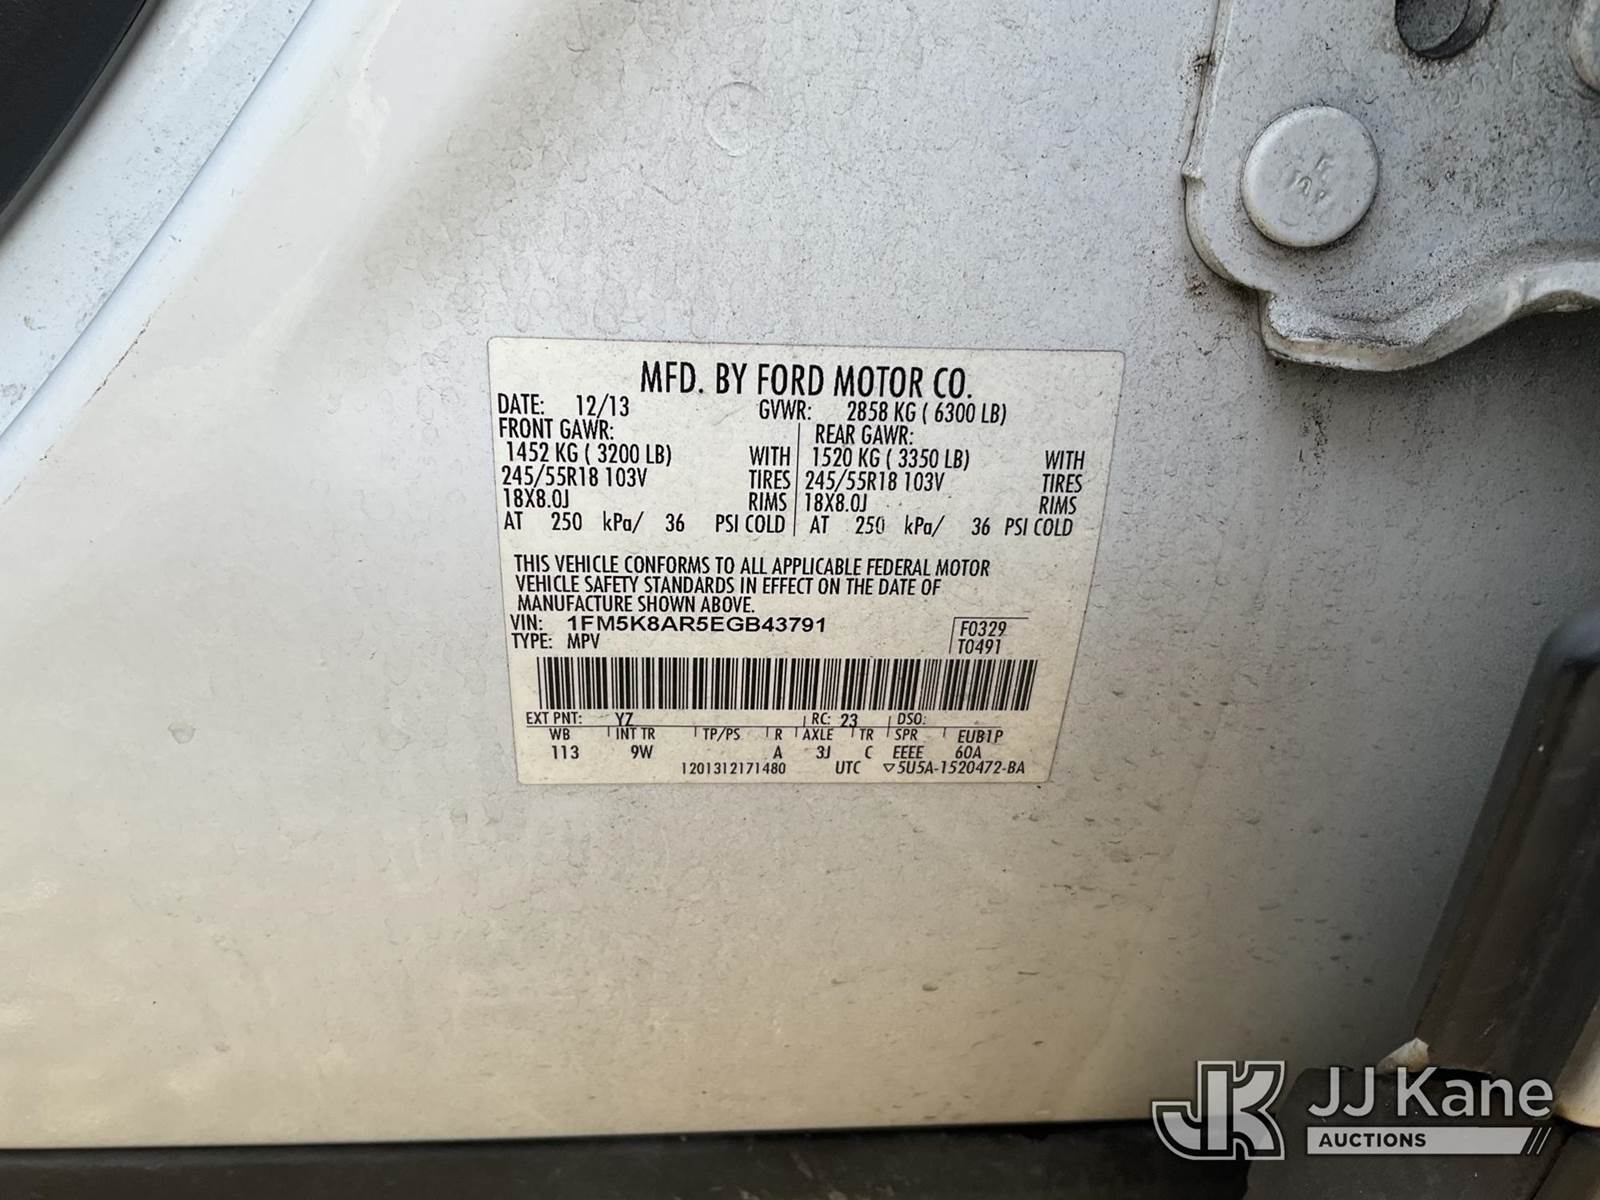 MFD. BY FORD MOTOR CO.
DATE: 12/13 GVWR: 2858 KG ( 6300 LB)
FRONT GAWR: REAR GAWR:
1452 KG ( 3200 LB) WITH 1520 KG ( 3350 LB) WITH
245/55R18 103V TIRES 245/55R18 103V TIRES
18X8.0J RIMS 18X8.0J RIMS
AT 250 kPa/ 36 PSI COLD AT 250 kPa/ 36 PSI COLD
THIS VEHICLE CONFORMS TO ALL APPLICABLE FEDERAL MOTOR
VEHICLE SAFETY STANDARDS IN EFFECT ON THE DATE OF
MANUFACTURE SHOWN ABOVE.
VIN: 1FM5K8AR5EGB43791 F0329
TYPE: MPV T0491
EXT PNT: YZ RC: 23 DSO:
WB INT TR TP/PS R AXLE TR SPR EUB1P
113 9W A 3J C EEEE 60A
1201312171480 UTC ▽5U5A-1520472-BA
JK JJ Kane
AUCTIONS